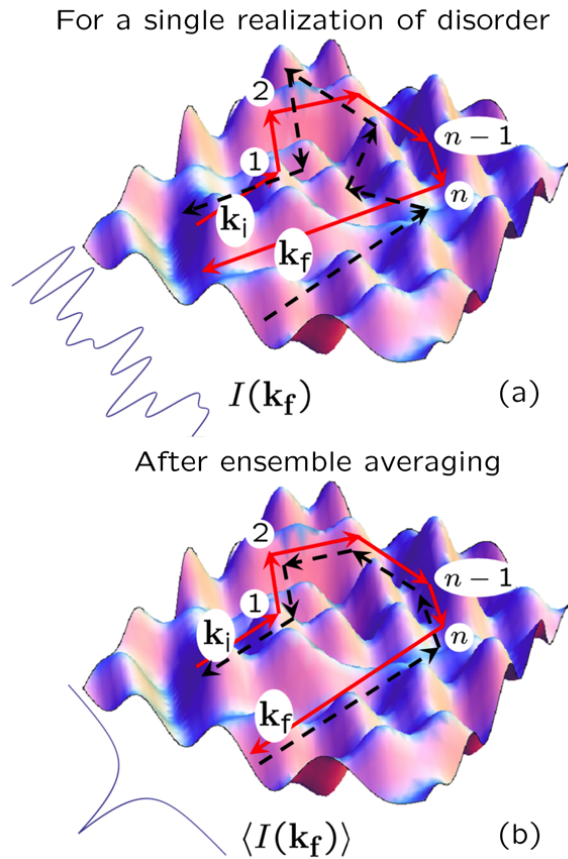 For a single realization of disorder
2
n − 1
1
n
k_i
k_f
I(k_f)
(a)
After ensemble averaging
2
n − 1
1
n
k_i
k_f
⟨I(k_f)⟩
(b)